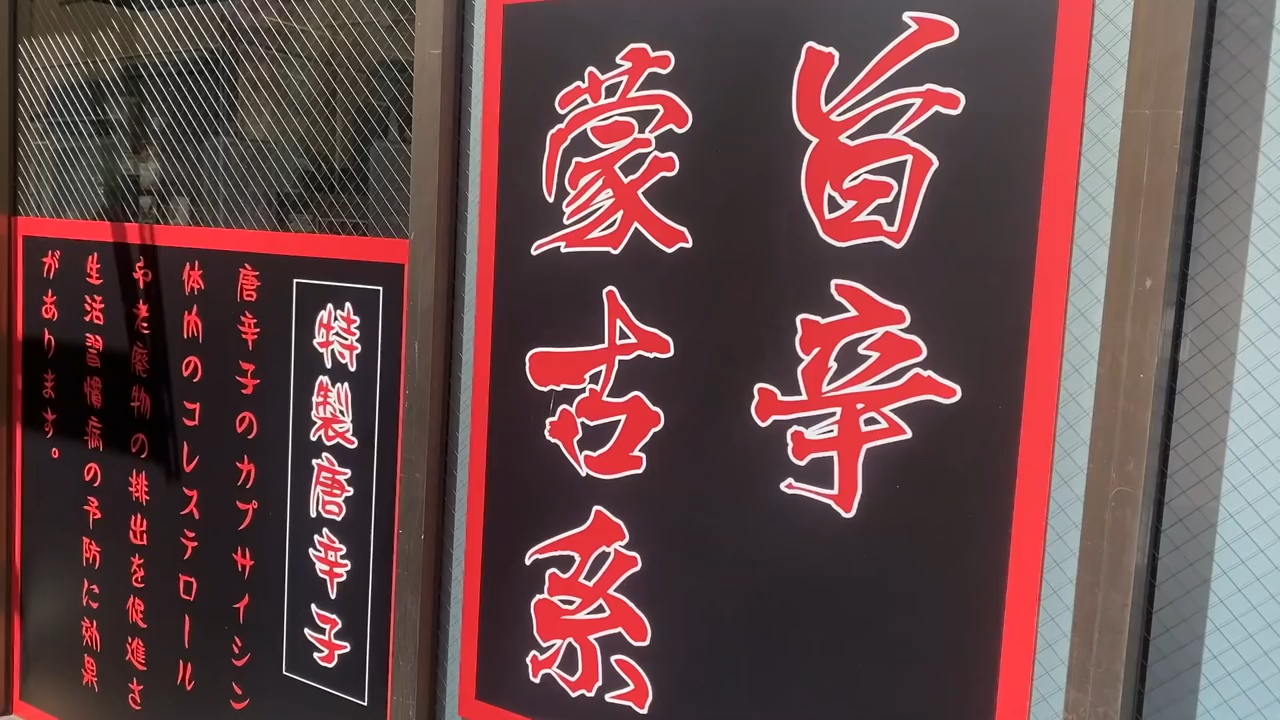 旨辛
蒙古系
特製唐辛子
唐辛子のカプサイシン
体内のコレステロール
や老廃物の排出を促進さ
生活習慣病の予防に効果
があります。